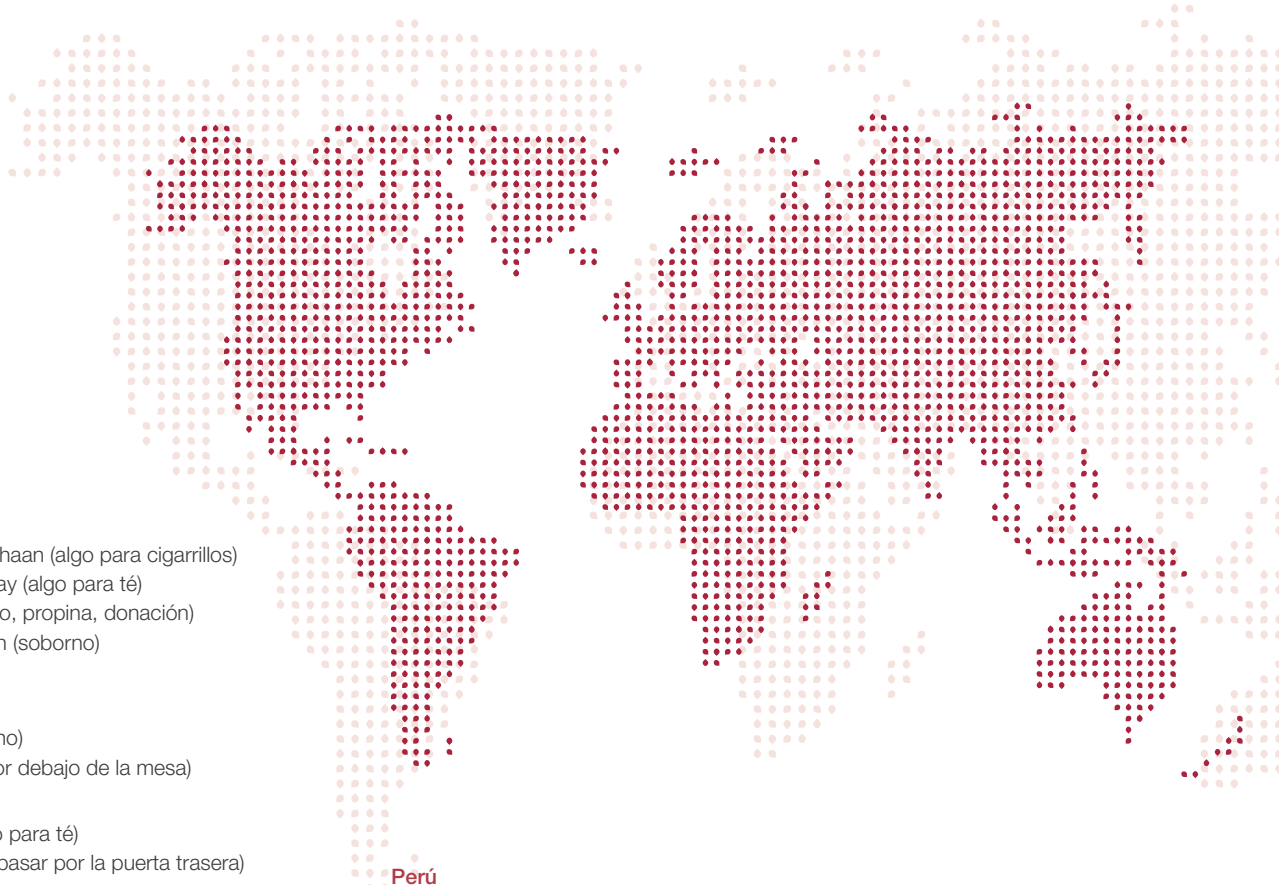 haan (algo para cigarrillos)
ay (algo para té)
o, propina, donación)
n (soborno)
no)
or debajo de la mesa)
o para té)
pasar por la puerta trasera)
Perú